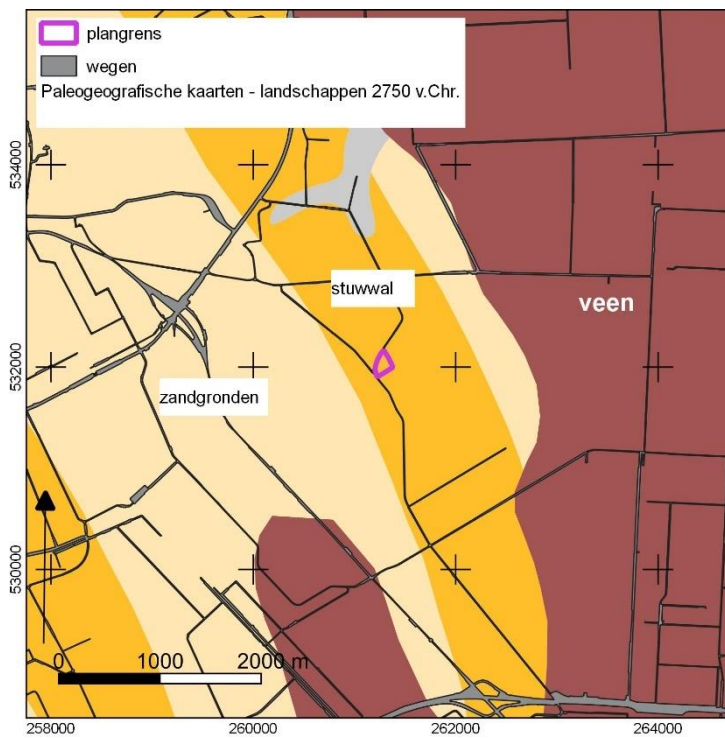 plangrens
wegen
Paleogeografische kaarten - landschappen 2750 v.Chr.
534000
stuwwal
veen
532000
zandgronden
530000
0 1000 2000 m
258000 260000 262000 264000